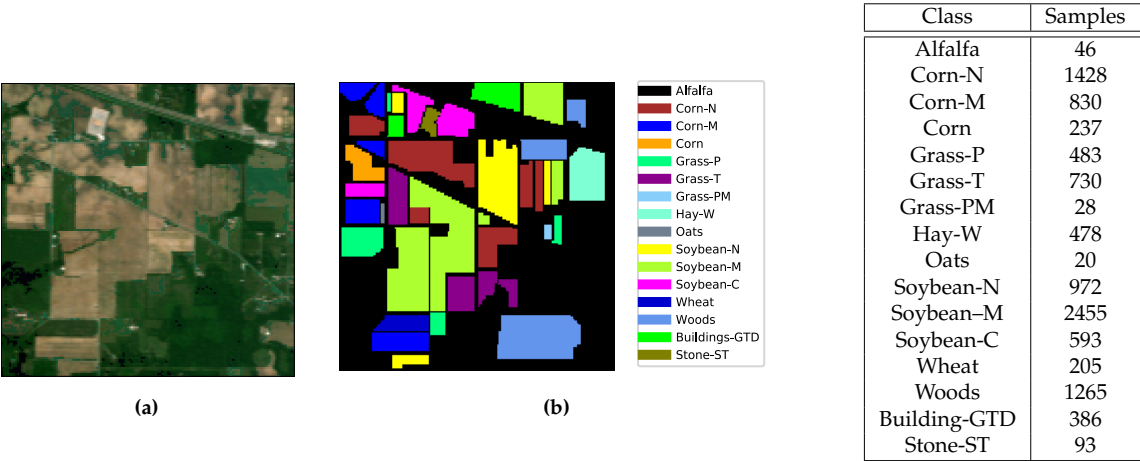 (a)
Alfalfa
Corn-N
Corn-M
Corn
Grass-P
Grass-T
Grass-PM
Hay-W
Oats
Soybean-N
Soybean-M
Soybean-C
Wheat
Woods
Buildings-GTD
Stone-ST
(b)
Class Samples
Alfalfa 46
Corn-N 1428
Corn-M 830
Corn 237
Grass-P 483
Grass-T 730
Grass-PM 28
Hay-W 478
Oats 20
Soybean-N 972
Soybean–M 2455
Soybean-C 593
Wheat 205
Woods 1265
Building-GTD 386
Stone-ST 93